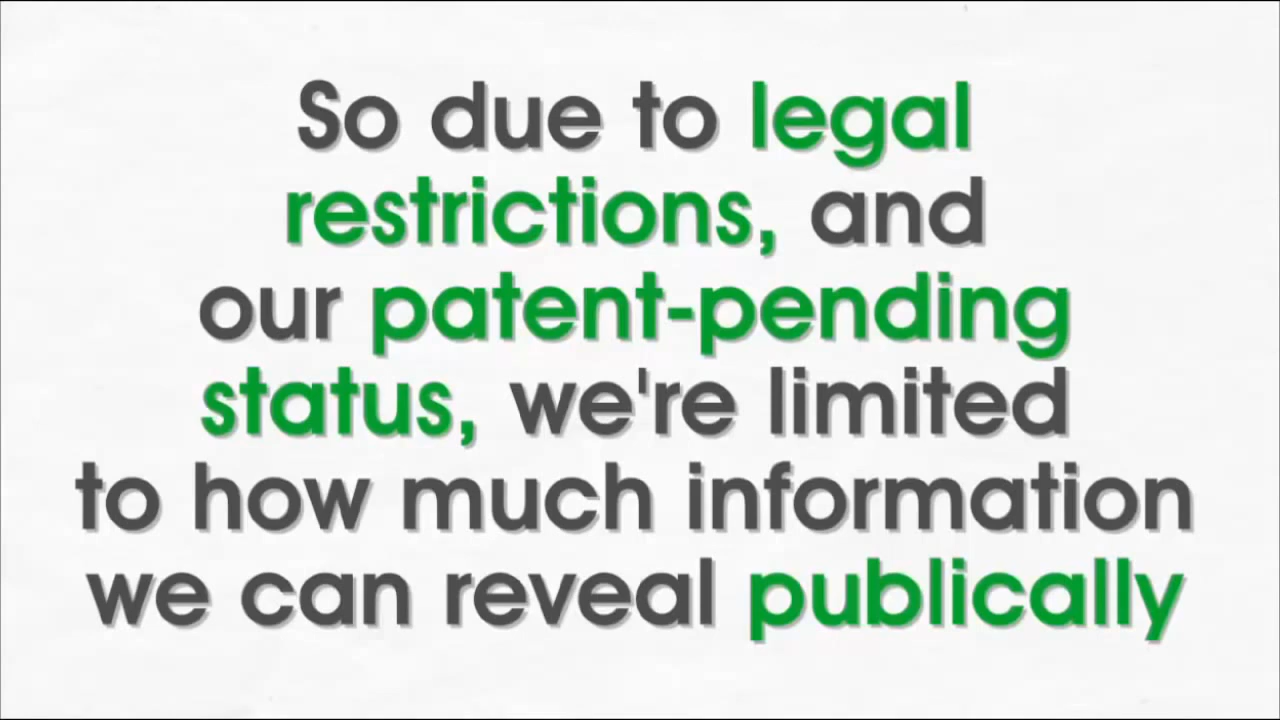 So due to legal
restrictions, and
our patent-pending
status, we're limited
to how much information
we can reveal publically